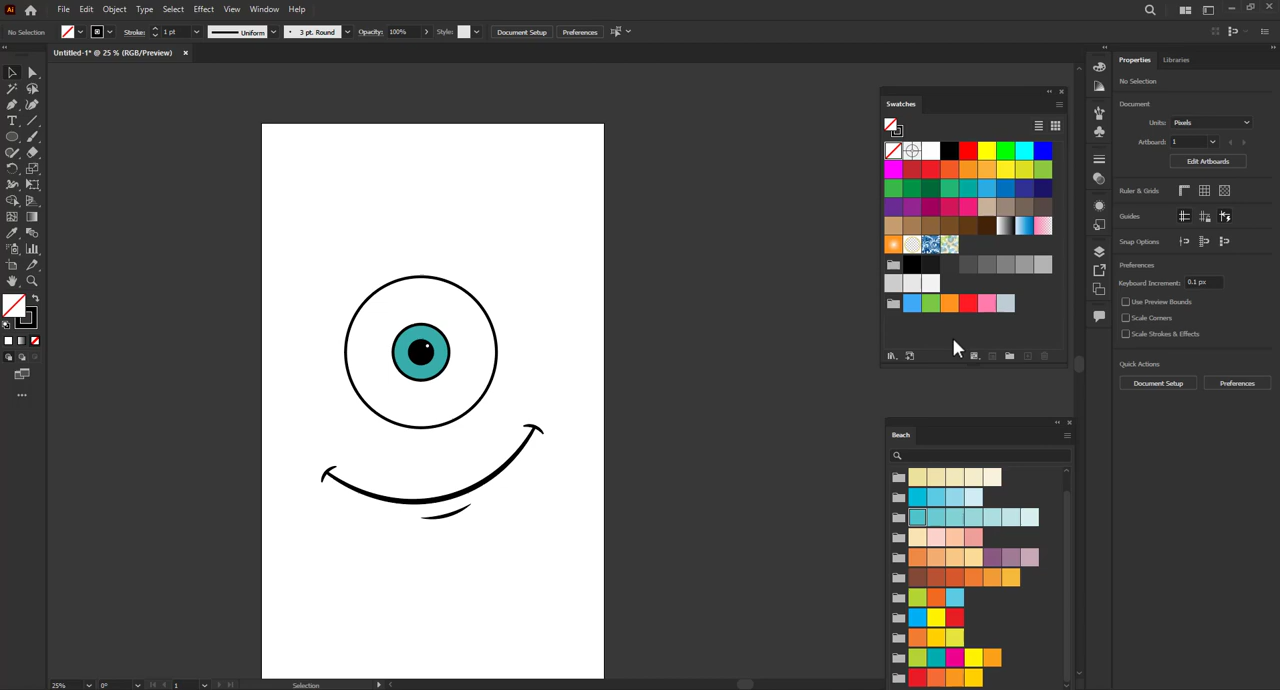 Ai File Edit Object Type Select Effect View Window Help
No Selection Stroke: 1 pt Uniform 3 pt. Round Opacity: 100% Style: Document Setup Preferences
Untitled-1* @ 25 % (RGB/Preview)
Properties Libraries
No Selection
Document
Units: Pixels
Artboard: 1
Edit Artboards
Ruler & Grids
Guides
Snap Options
Preferences
Keyboard Increment: 0.1 px
Use Preview Bounds
Scale Corners
Scale Strokes & Effects
Quick Actions
Document Setup Preferences
Swatches
Beach
25% 0° 1 Selection